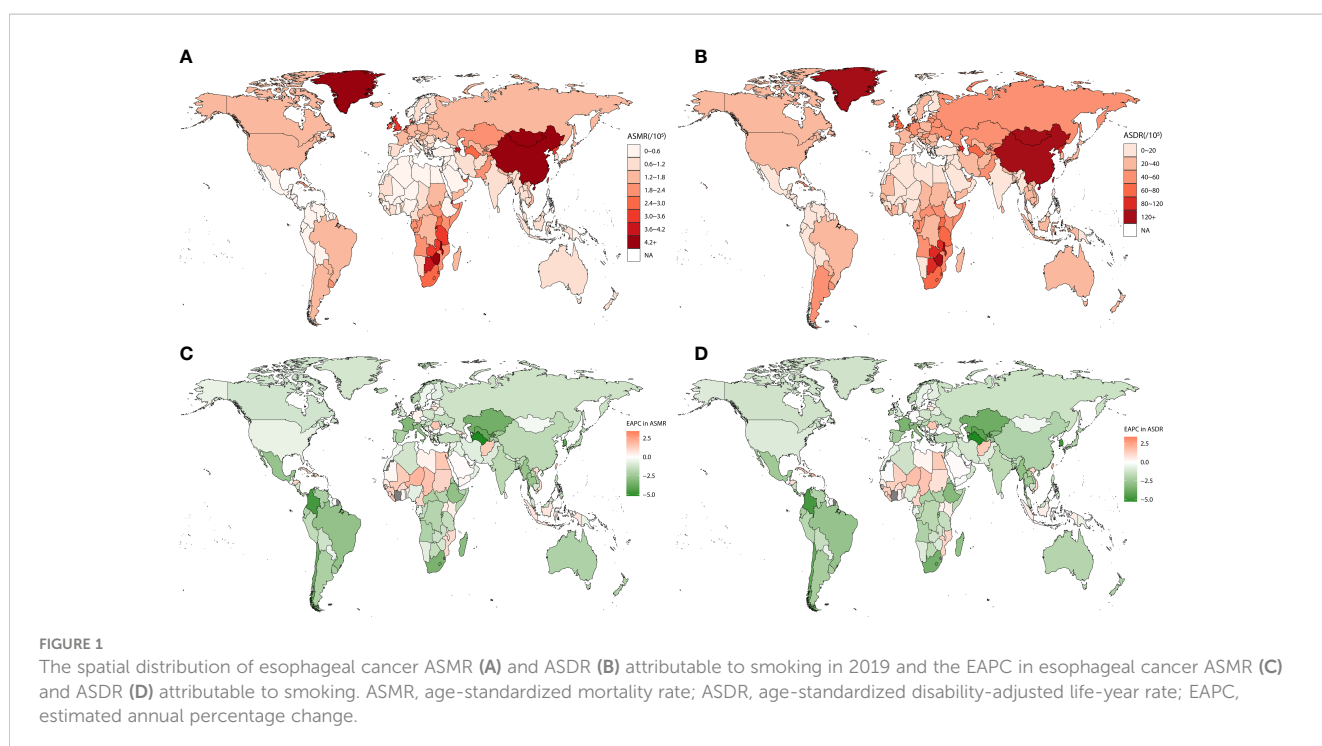 A
B
ASMR(/10⁵)
0~0.6
0.6~1.2
1.2~1.8
1.8~2.4
2.4~3.0
3.0~3.6
3.6~4.2
4.2+
NA
ASDR(/10⁵)
0~20
20~40
40~60
60~80
80~120
120+
NA
C
D
EAPC in ASMR
2.5
0.0
−2.5
−5.0
EAPC in ASDR
2.5
0.0
−2.5
−5.0
FIGURE 1
The spatial distribution of esophageal cancer ASMR (A) and ASDR (B) attributable to smoking in 2019 and the EAPC in esophageal cancer ASMR (C)
and ASDR (D) attributable to smoking. ASMR, age-standardized mortality rate; ASDR, age-standardized disability-adjusted life-year rate; EAPC,
estimated annual percentage change.